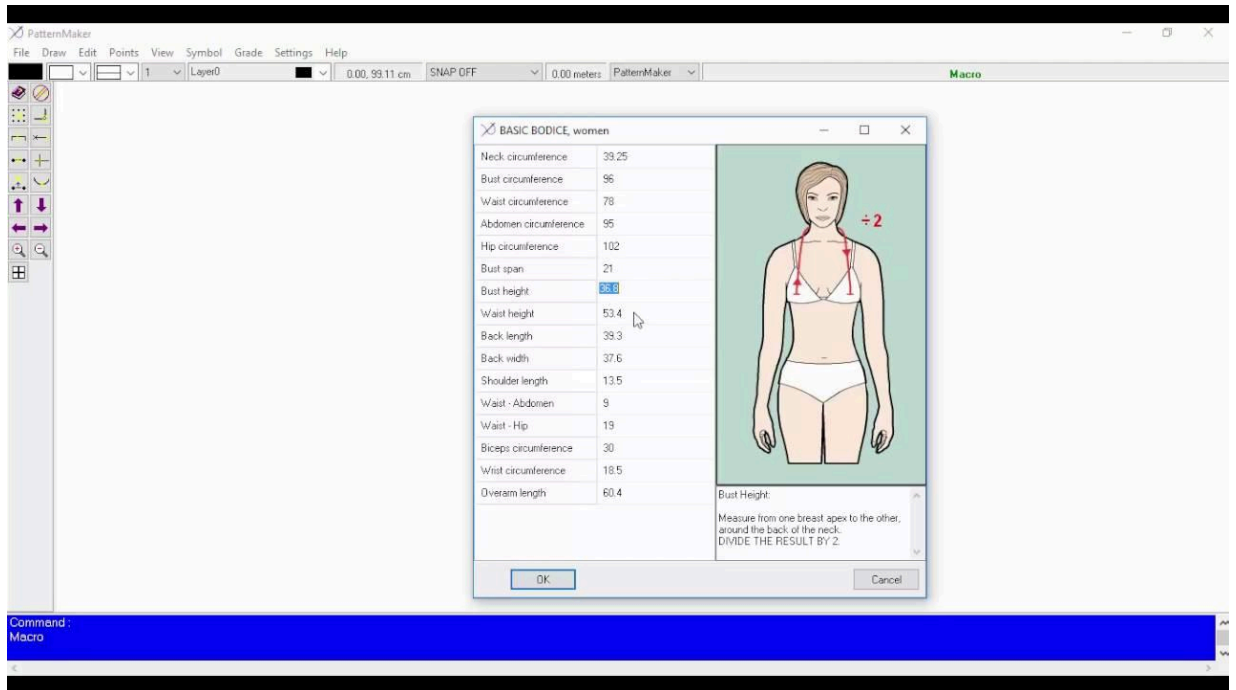 PatternMaker
File Draw Edit Points View Symbol Grade Settings Help
1 Layer0 0.00, 99.11 cm SNAP OFF 0.00 meters PatternMaker Macro
BASIC BODICE, women
Neck circumference 39.25
Bust circumference 96
Waist circumference 78
Abdomen circumference 95
Hip circumference 102
Bust span 21
Bust height 36.8
Waist height 53.4
Back length 39.3
Back width 37.6
Shoulder length 13.5
Waist - Abdomen 9
Waist - Hip 19
Biceps circumference 30
Wrist circumference 18.5
Overarm length 60.4
÷2
Bust Height:
Measure from one breast apex to the other,
around the back of the neck.
DIVIDE THE RESULT BY 2.
OK Cancel
Command :
Macro